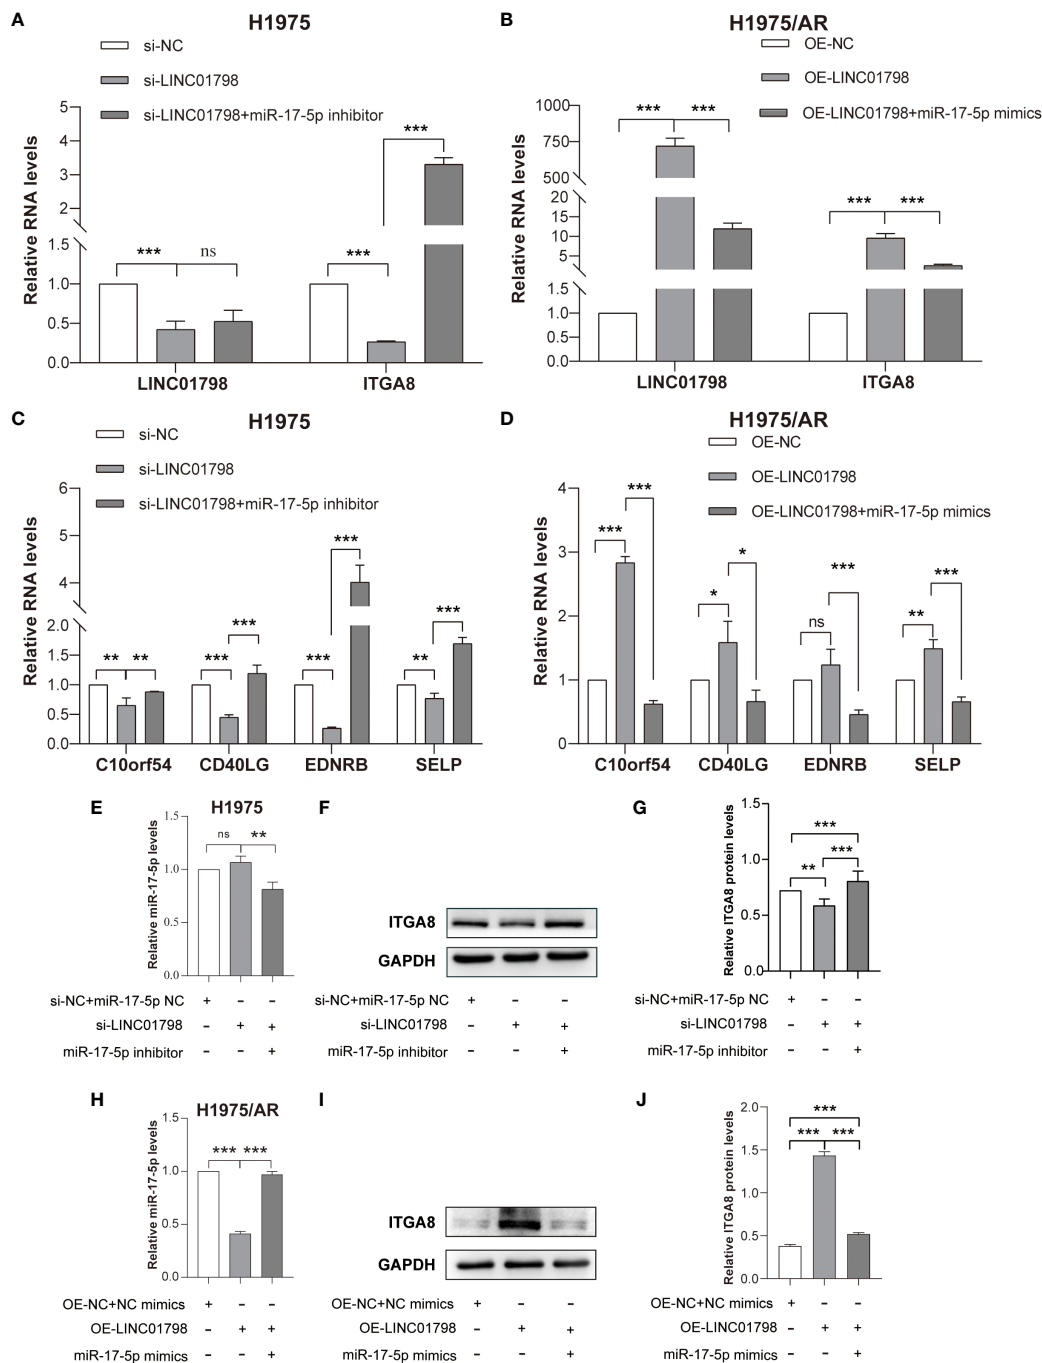 A
H1975
si-NC
si-LINC01798
si-LINC01798+miR-17-5p inhibitor
Relative RNA levels
5
4
3
2
1.5
1.0
0.5
0.0
*** ns *** ***
LINC01798 ITGA8
B
H1975/AR
OE-NC
OE-LINC01798
OE-LINC01798+miR-17-5p mimics
Relative RNA levels
1000
750
500
20
15
10
5
1.5
1.0
0.5
0.0
*** *** *** ***
LINC01798 ITGA8
C
H1975
si-NC
si-LINC01798
si-LINC01798+miR-17-5p inhibitor
Relative RNA levels
6
5
4
2.0
1.5
1.0
0.5
0.0
** ** *** *** *** *** ** ***
C10orf54 CD40LG EDNRB SELP
D
H1975/AR
OE-NC
OE-LINC01798
OE-LINC01798+miR-17-5p mimics
Relative RNA levels
4
3
2
1
0
*** *** * * ns *** ** ***
C10orf54 CD40LG EDNRB SELP
E
H1975
Relative miR-17-5p levels
1.5
1.0
0.5
0.0
ns **
si-NC+miR-17-5p NC + - -
si-LINC01798 - + +
miR-17-5p inhibitor - - +
F
ITGA8
GAPDH
si-NC+miR-17-5p NC + - -
si-LINC01798 - + +
miR-17-5p inhibitor - - +
G
Relative ITGA8 protein levels
1.5
1.0
0.5
0.0
***
** ***
si-NC+miR-17-5p NC + - -
si-LINC01798 - + +
miR-17-5p inhibitor - - +
H
H1975/AR
Relative miR-17-5p levels
1.5
1.0
0.5
0.0
*** ***
OE-NC+NC mimics + - -
OE-LINC01798 - + +
miR-17-5p mimics - - +
I
ITGA8
GAPDH
OE-NC+NC mimics + - -
OE-LINC01798 - + +
miR-17-5p mimics - - +
J
Relative ITGA8 protein levels
2.0
1.5
1.0
0.5
0.0
***
*** ***
OE-NC+NC mimics + - -
OE-LINC01798 - + +
miR-17-5p mimics - - +